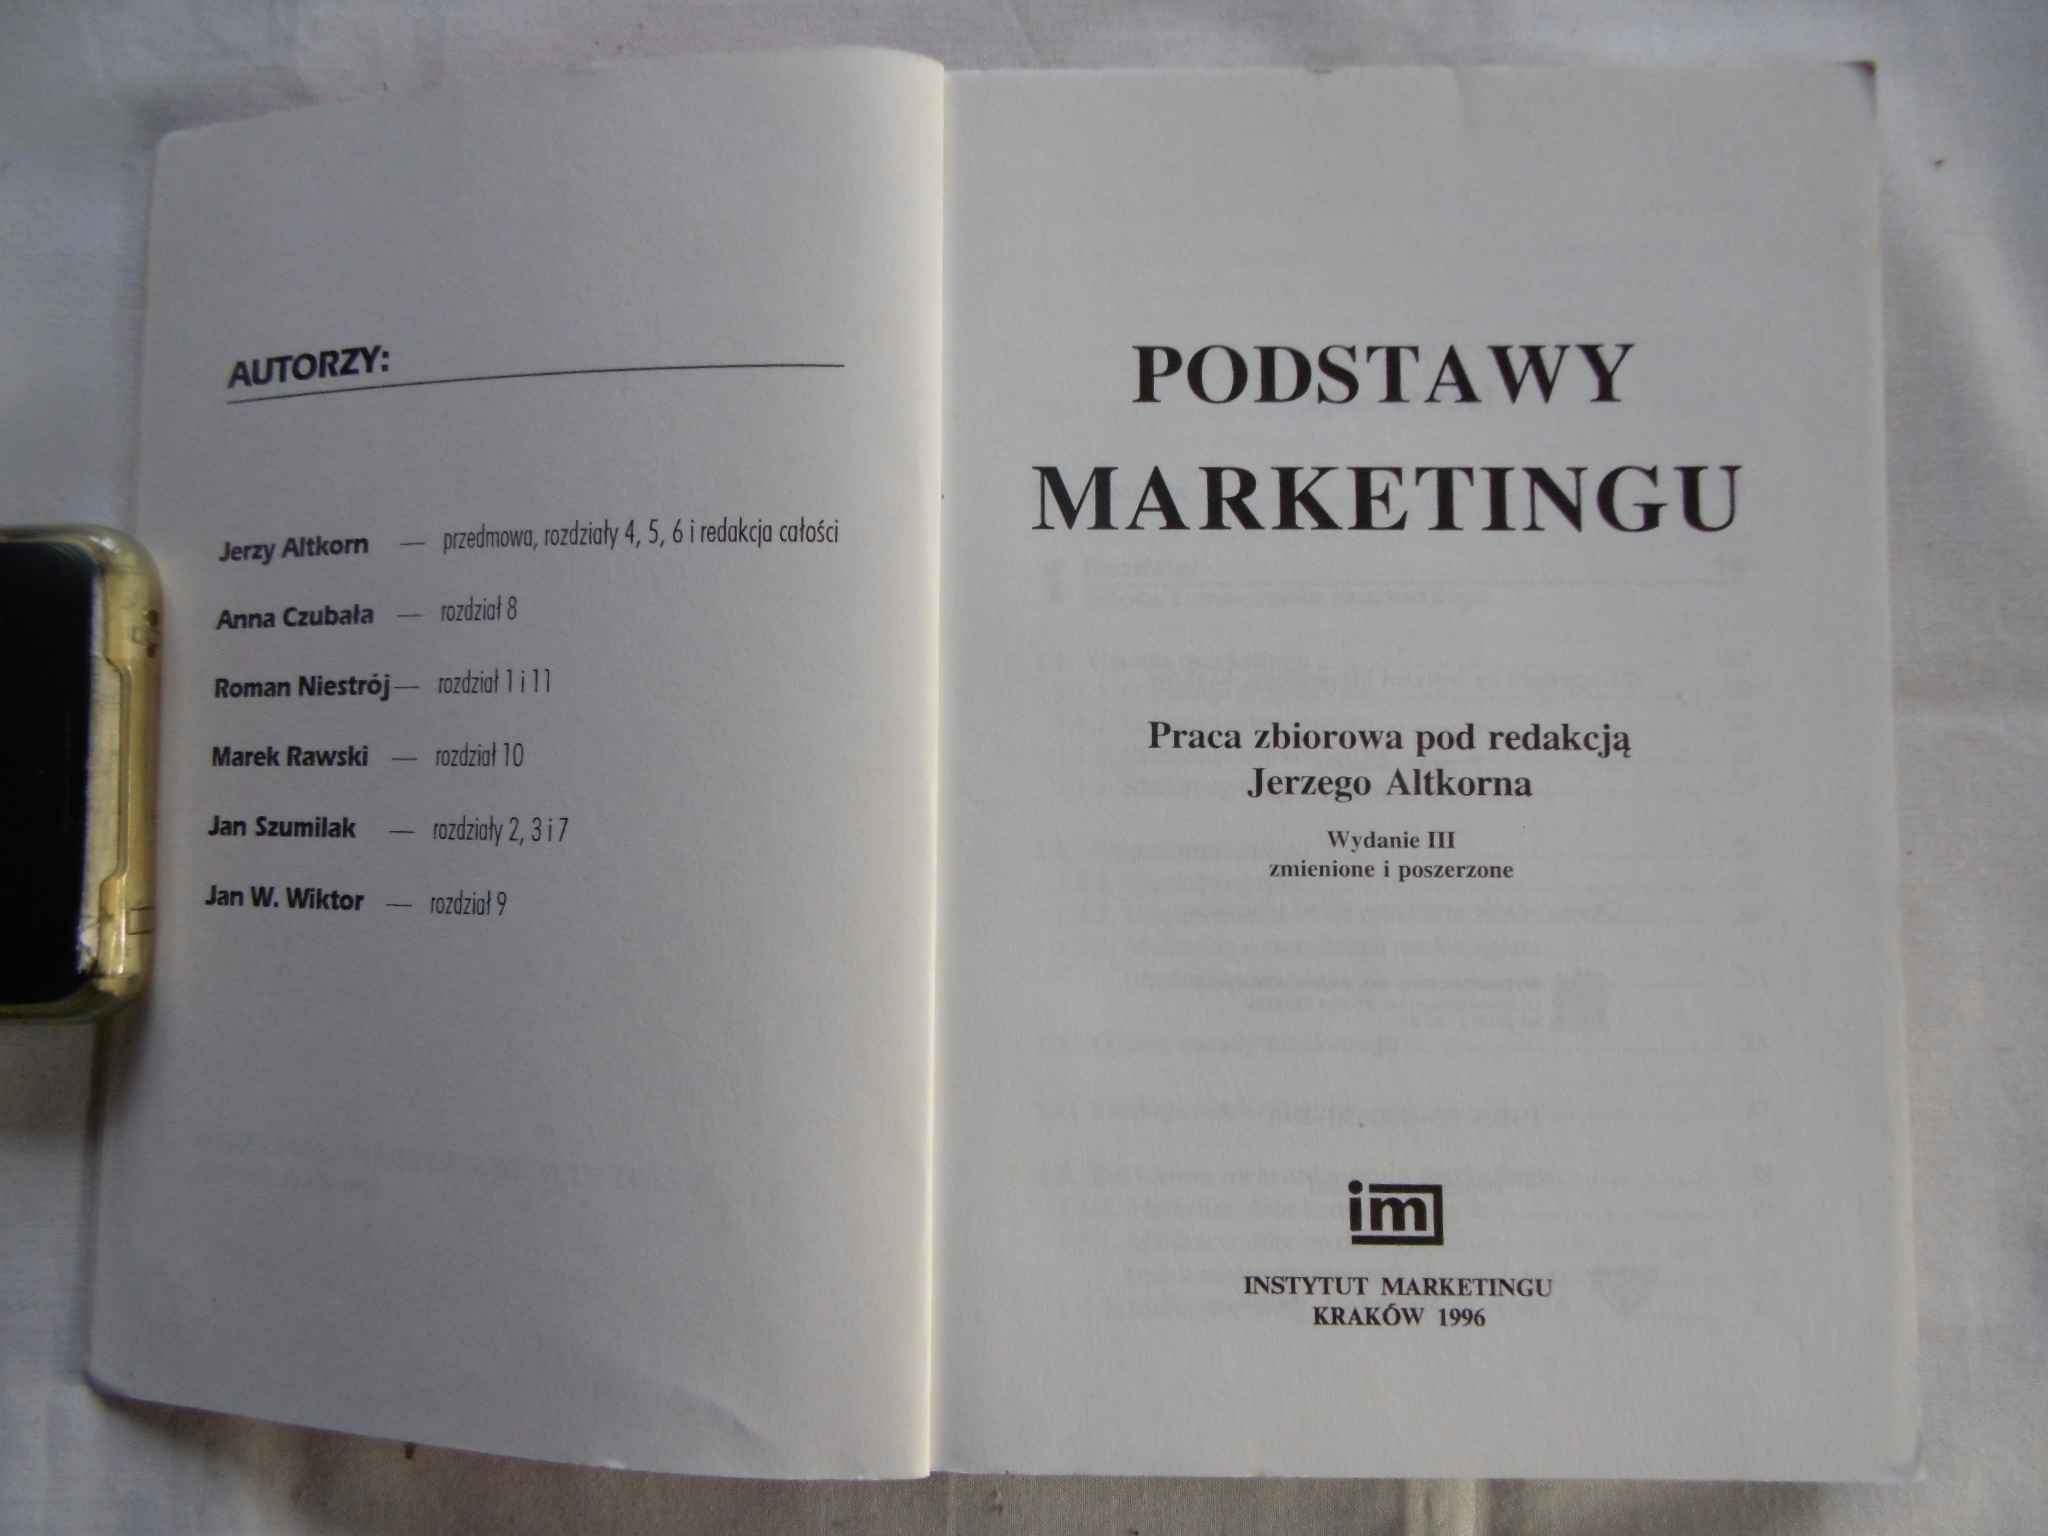 AUTORZY:
Jerzy Altkorn — przedmowa, rozdziały 4, 5, 6 i redakcja całości
Anna Czubała — rozdział 8
Roman Niestrój — rozdział 1 i 11
Marek Rawski — rozdział 10
Jan Szumilak — rozdziały 2, 3 i 7
Jan W. Wiktor — rozdział 9
PODSTAWY
MARKETINGU
Praca zbiorowa pod redakcją
Jerzego Altkorna
Wydanie III
zmienione i poszerzone
im
INSTYTUT MARKETINGU
KRAKÓW 1996